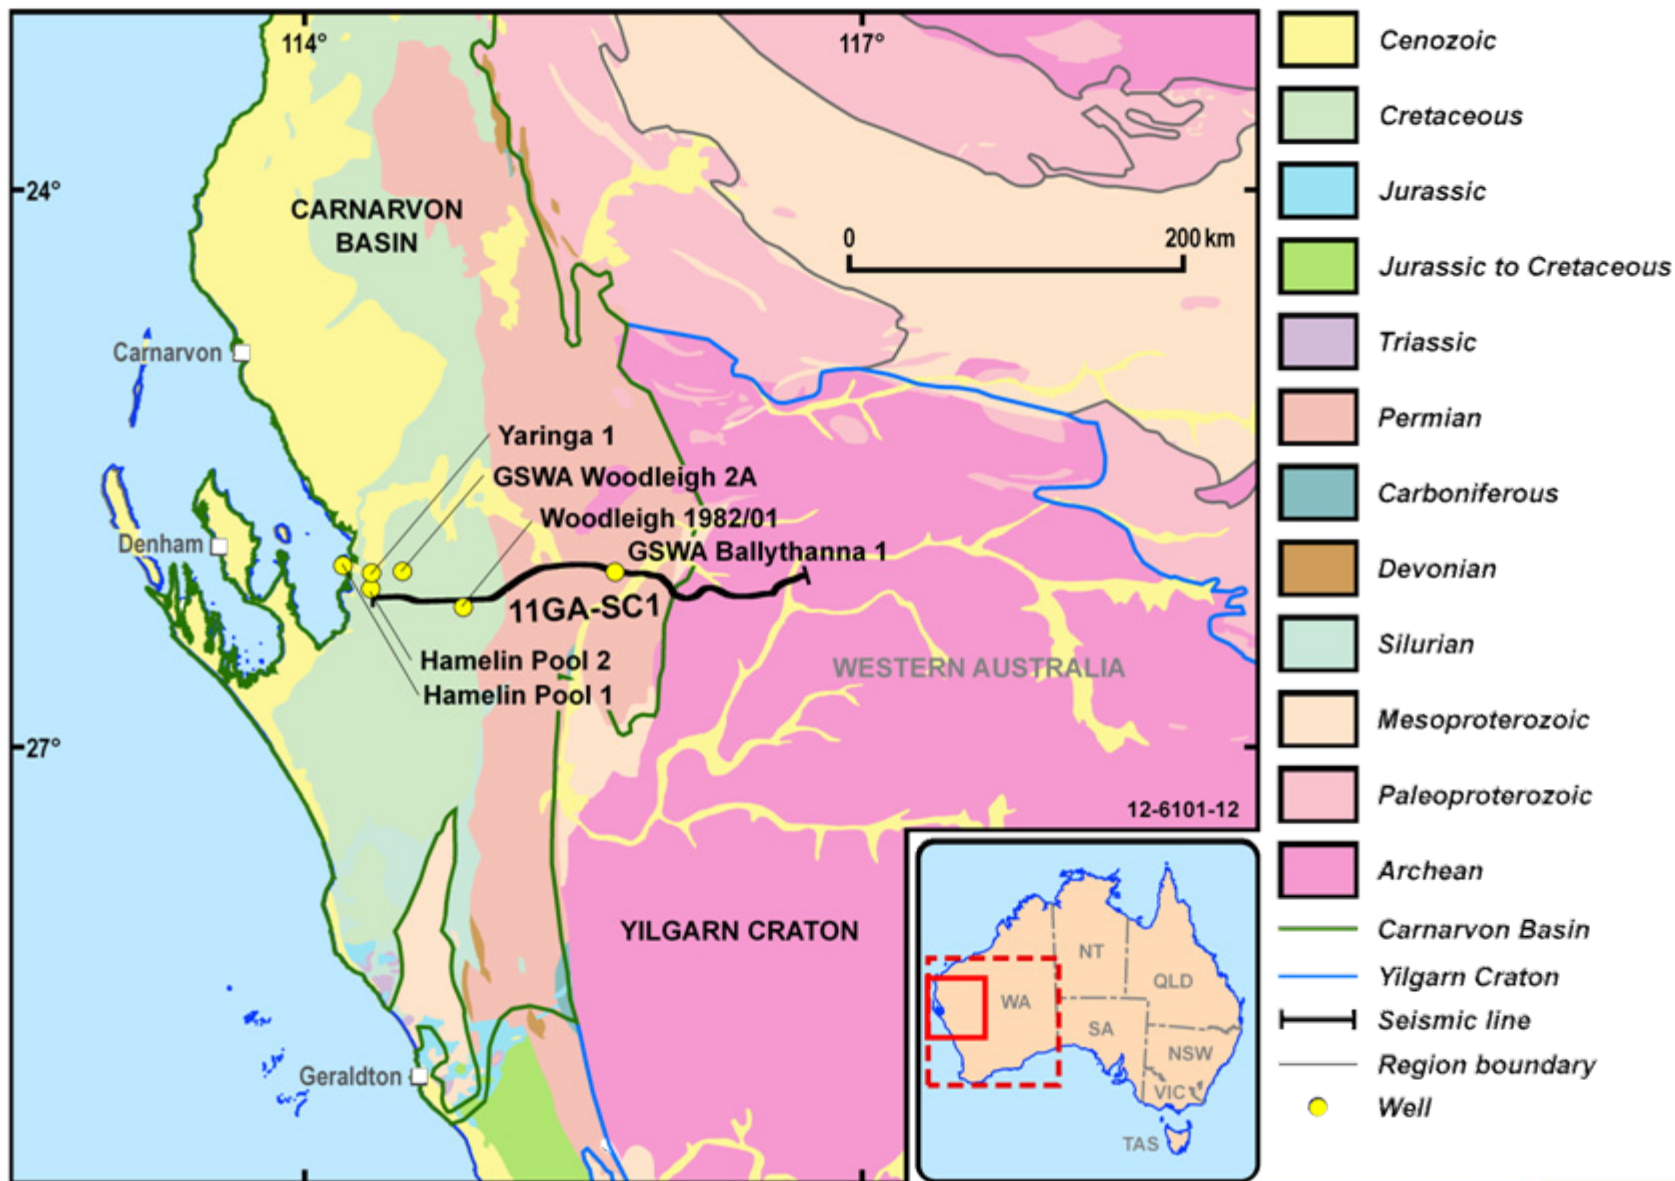 114°
117°
24°
CARNARVON
BASIN
0
200 km
Carnarvon
Yaringa 1
GSWA Woodleigh 2A
Woodleigh 1982/01
Denham
GSWA Ballythanna 1
11GA-SC1
Hamelin Pool 2
Hamelin Pool 1
WESTERN AUSTRALIA
27°
12-6101-12
YILGARN CRATON
Geraldton
NT
QLD
WA
SA
NSW
VIC
TAS
Cenozoic
Cretaceous
Jurassic
Jurassic to Cretaceous
Triassic
Permian
Carboniferous
Devonian
Silurian
Mesoproterozoic
Paleoproterozoic
Archean
Carnarvon Basin
Yilgarn Craton
Seismic line
Region boundary
Well